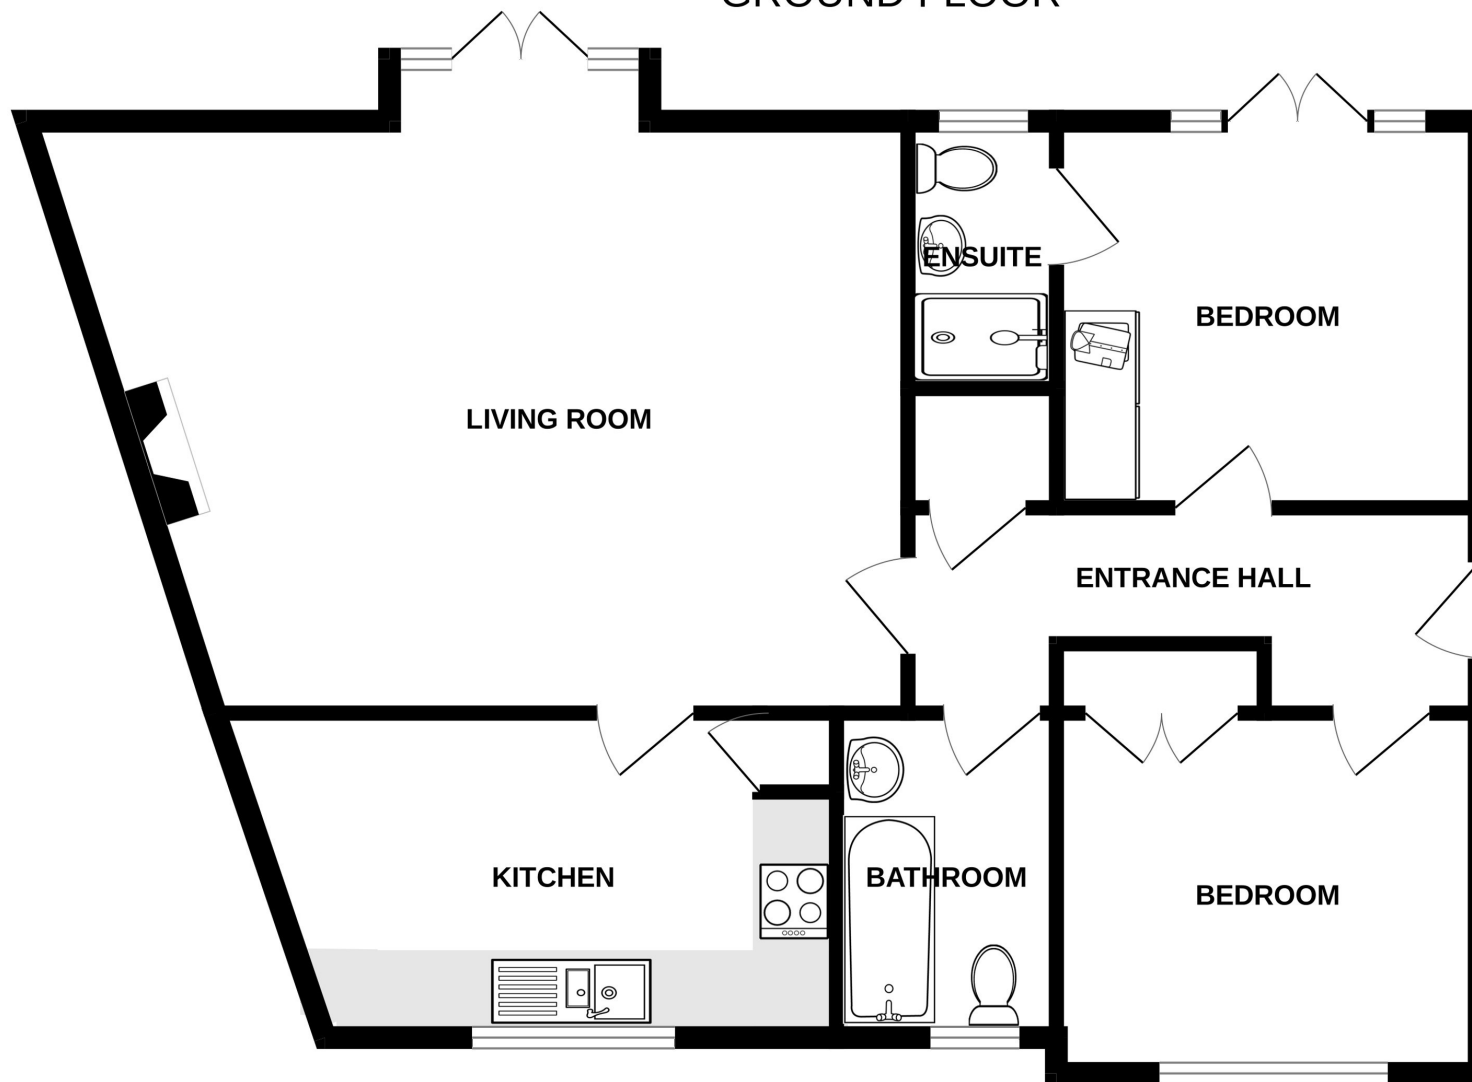 GROUND FLOOR
ENSUITE
BEDROOM
LIVING ROOM
ENTRANCE HALL
KITCHEN
BATHROOM
BEDROOM